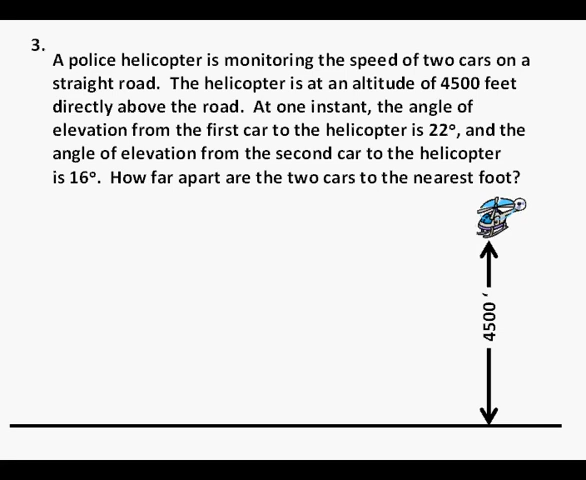 3.
A police helicopter is monitoring the speed of two cars on a
straight road.  The helicopter is at an altitude of 4500 feet
directly above the road.  At one instant, the angle of
elevation from the first car to the helicopter is 22º, and the
angle of elevation from the second car to the helicopter
is 16º.  How far apart are the two cars to the nearest foot?
4500 ‘